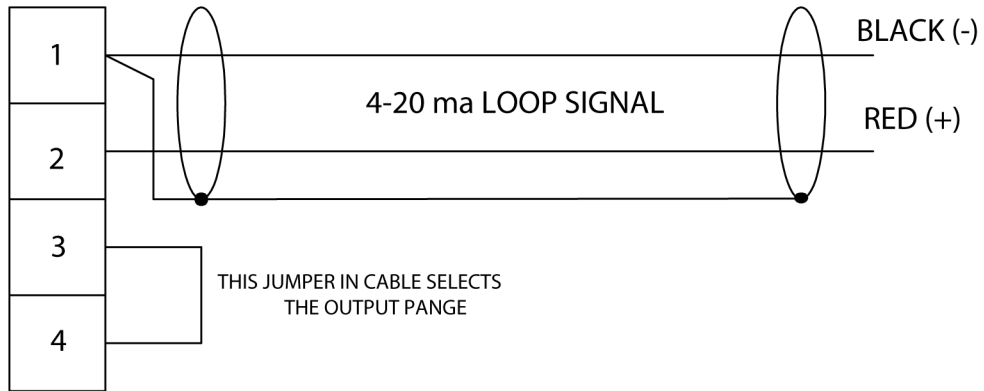 1
BLACK (-)
4-20 ma LOOP SIGNAL
RED (+)
2
3
THIS JUMPER IN CABLE SELECTS
THE OUTPUT PANGE
4